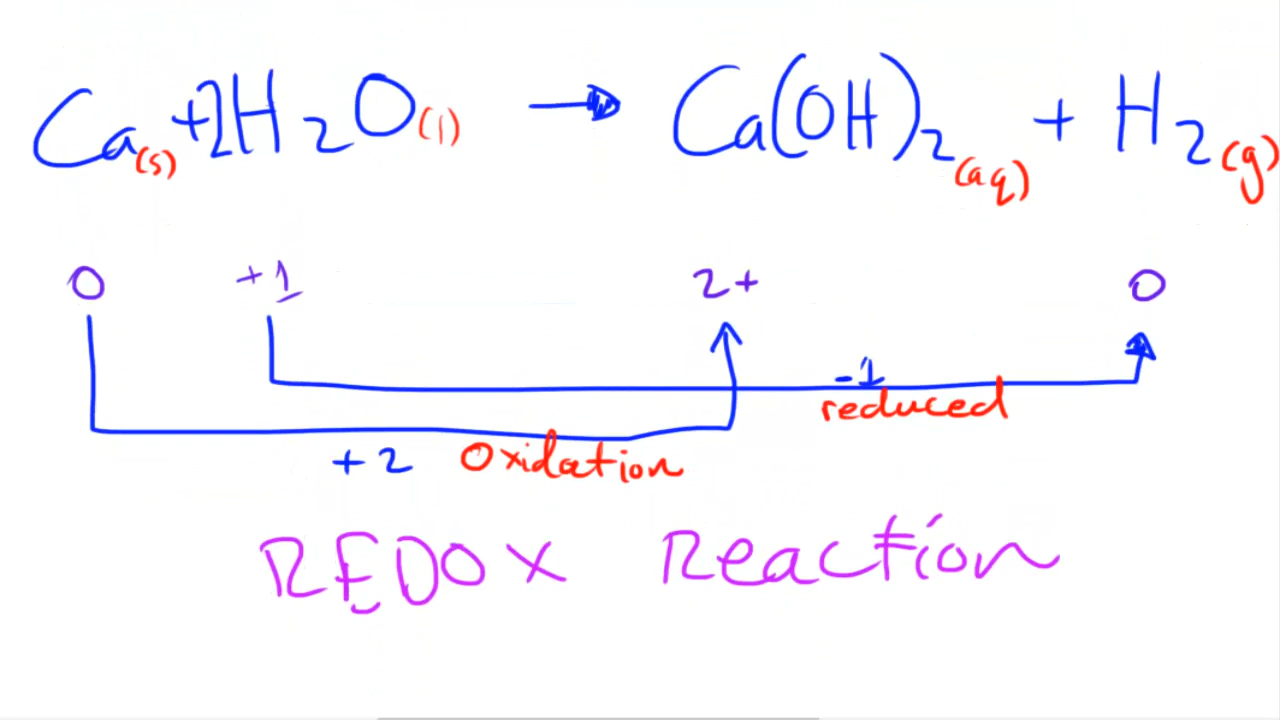 Ca(s) + 2H2O(l) → Ca(OH)2(aq) + H2(g)
0 +1 2+ 0
-1
reduced
+2 Oxidation
REDOX Reaction